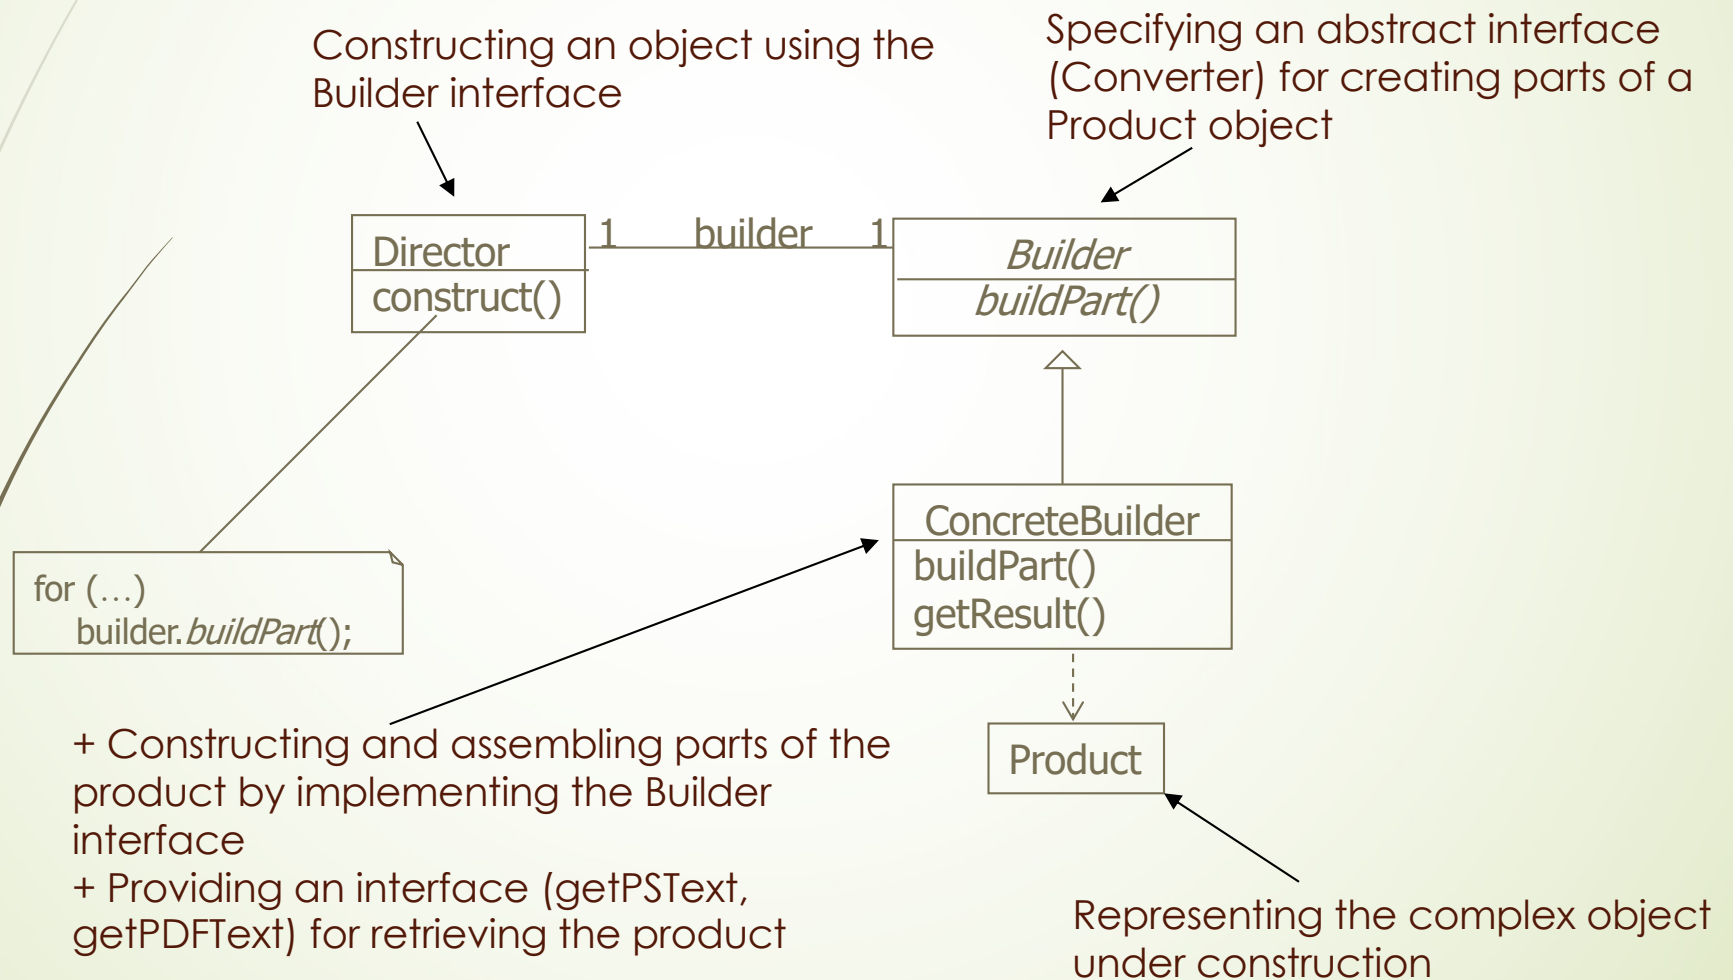 Constructing an object using the
Builder interface
Specifying an abstract interface
(Converter) for creating parts of a
Product object
Director
construct()
1 builder 1
Builder
buildPart()
for (...)
builder.buildPart();
ConcreteBuilder
buildPart()
getResult()
Product
+ Constructing and assembling parts of the
product by implementing the Builder
interface
+ Providing an interface (getPSText,
getPDFText) for retrieving the product
Representing the complex object
under construction